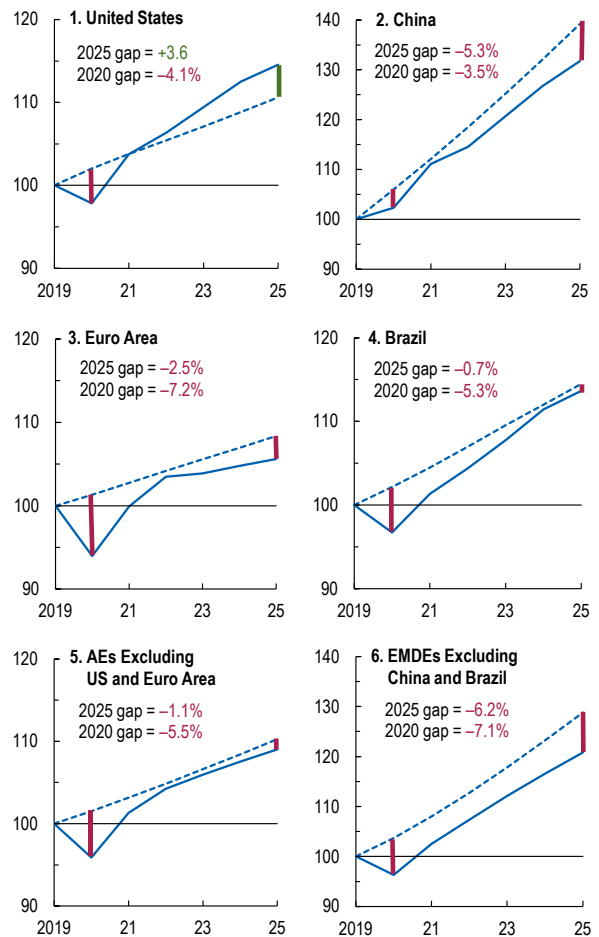 1. United States
2025 gap = +3.6
2020 gap = –4.1%
120
110
100
90
2019 21 23 25
2. China
2025 gap = –5.3%
2020 gap = –3.5%
140
130
120
110
100
90
2019 21 23 25
3. Euro Area
2025 gap = –2.5%
2020 gap = –7.2%
120
110
100
90
2019 21 23 25
4. Brazil
2025 gap = –0.7%
2020 gap = –5.3%
120
110
100
90
2019 21 23 25
5. AEs Excluding
US and Euro Area
2025 gap = –1.1%
2020 gap = –5.5%
120
110
100
90
2019 21 23 25
6. EMDEs Excluding
China and Brazil
2025 gap = –6.2%
2020 gap = –7.1%
140
130
120
110
100
90
2019 21 23 25